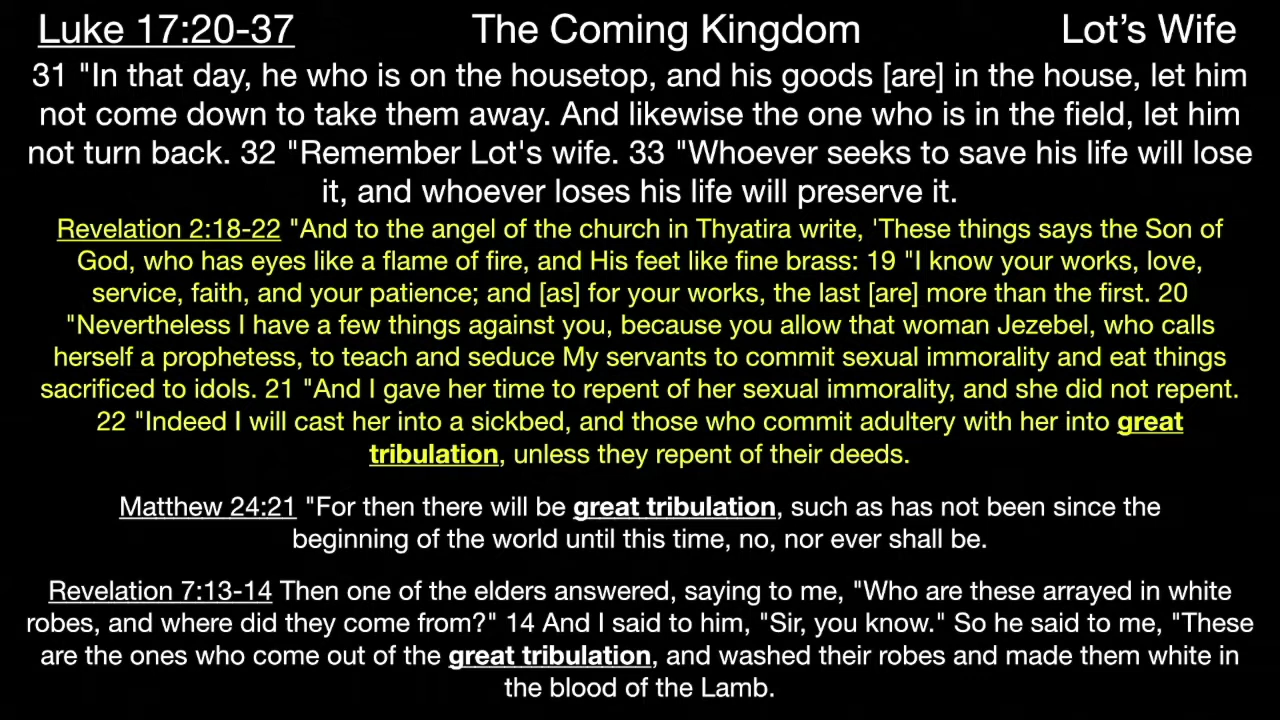 Luke 17:20-37 The Coming Kingdom Lot’s Wife
31 "In that day, he who is on the housetop, and his goods [are] in the house, let him
not come down to take them away. And likewise the one who is in the field, let him
not turn back. 32 "Remember Lot's wife. 33 "Whoever seeks to save his life will lose
it, and whoever loses his life will preserve it.
Revelation 2:18-22 "And to the angel of the church in Thyatira write, 'These things says the Son of
God, who has eyes like a flame of fire, and His feet like fine brass: 19 "I know your works, love,
service, faith, and your patience; and [as] for your works, the last [are] more than the first. 20
"Nevertheless I have a few things against you, because you allow that woman Jezebel, who calls
herself a prophetess, to teach and seduce My servants to commit sexual immorality and eat things
sacrificed to idols. 21 "And I gave her time to repent of her sexual immorality, and she did not repent.
22 "Indeed I will cast her into a sickbed, and those who commit adultery with her into great
tribulation, unless they repent of their deeds.
Matthew 24:21 "For then there will be great tribulation, such as has not been since the
beginning of the world until this time, no, nor ever shall be.
Revelation 7:13-14 Then one of the elders answered, saying to me, "Who are these arrayed in white
robes, and where did they come from?" 14 And I said to him, "Sir, you know." So he said to me, "These
are the ones who come out of the great tribulation, and washed their robes and made them white in
the blood of the Lamb.